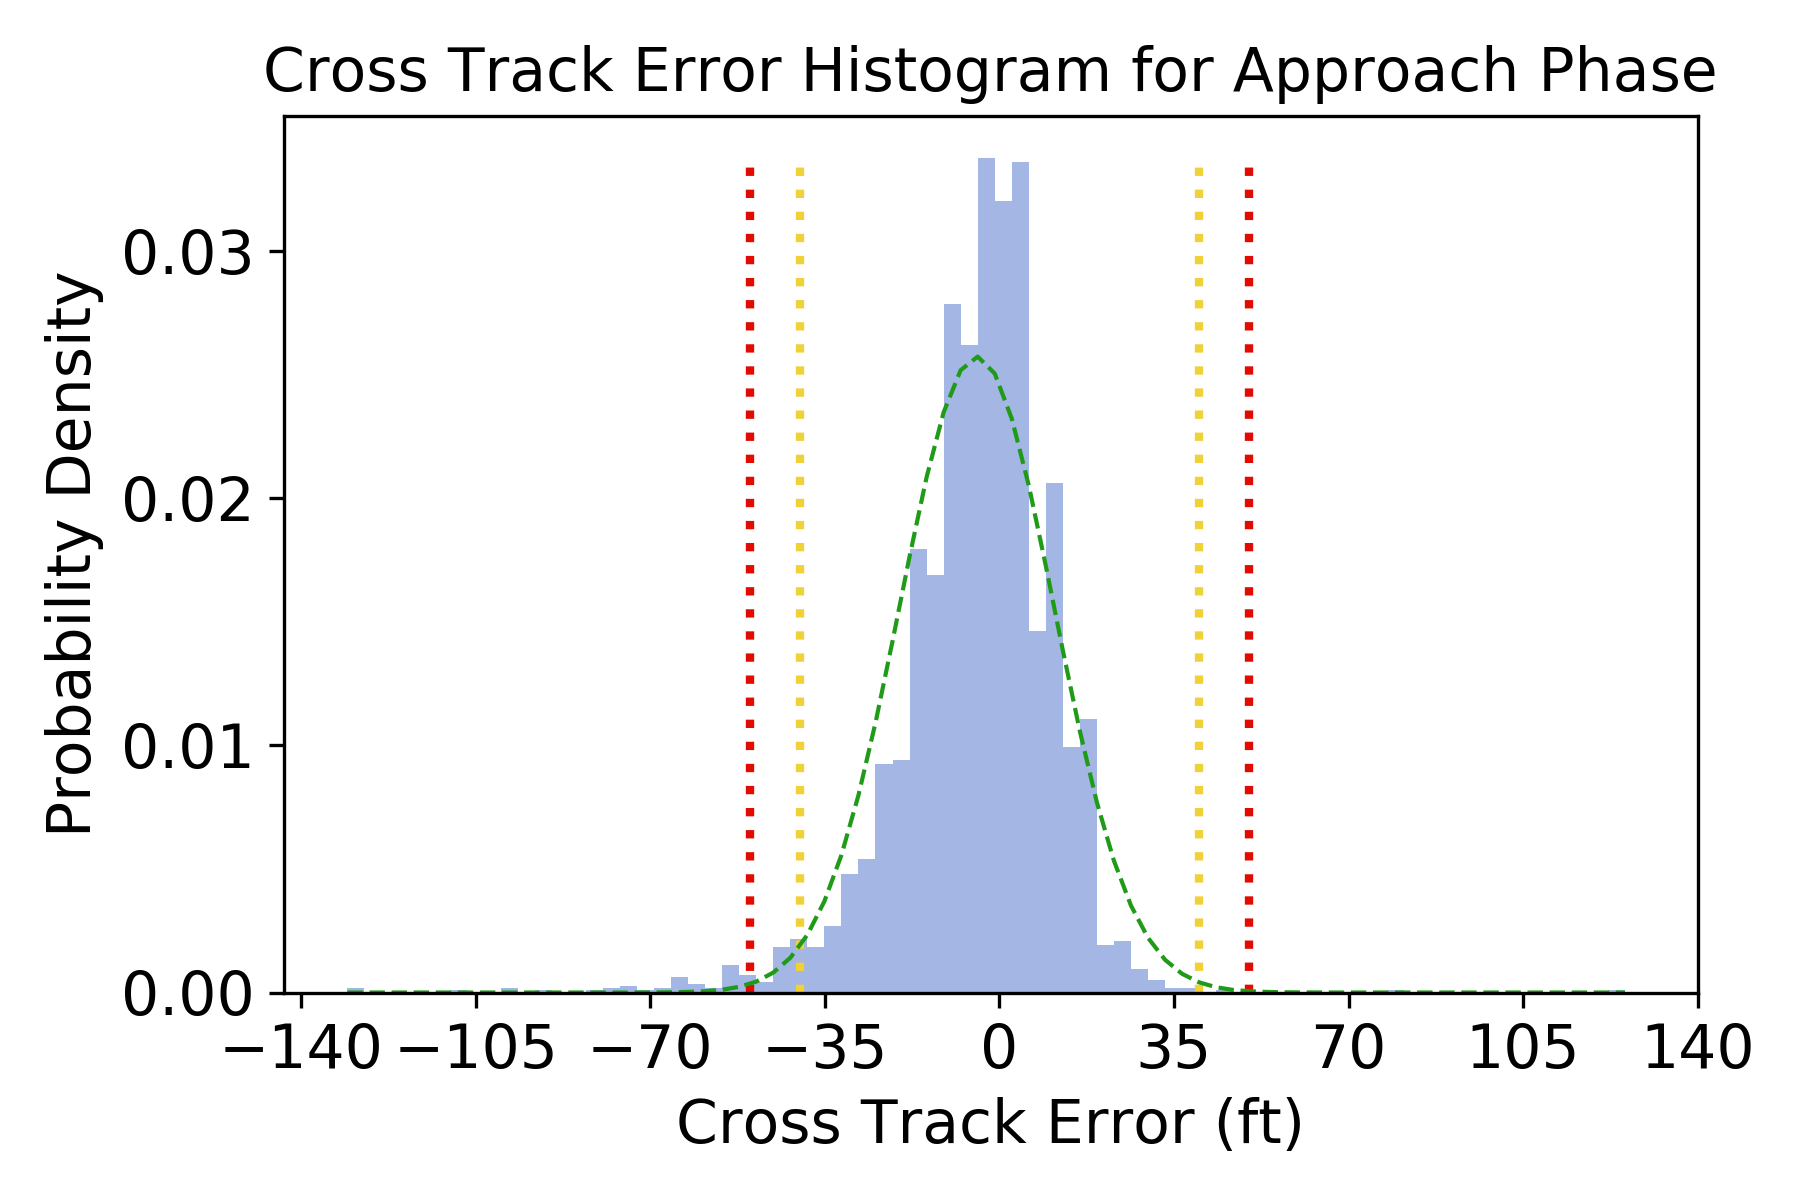 Cross Track Error Histogram for Approach Phase
0.03
0.02
0.01
0.00
Probability Density
−140 −105 −70 −35 0 35 70 105 140
Cross Track Error (ft)